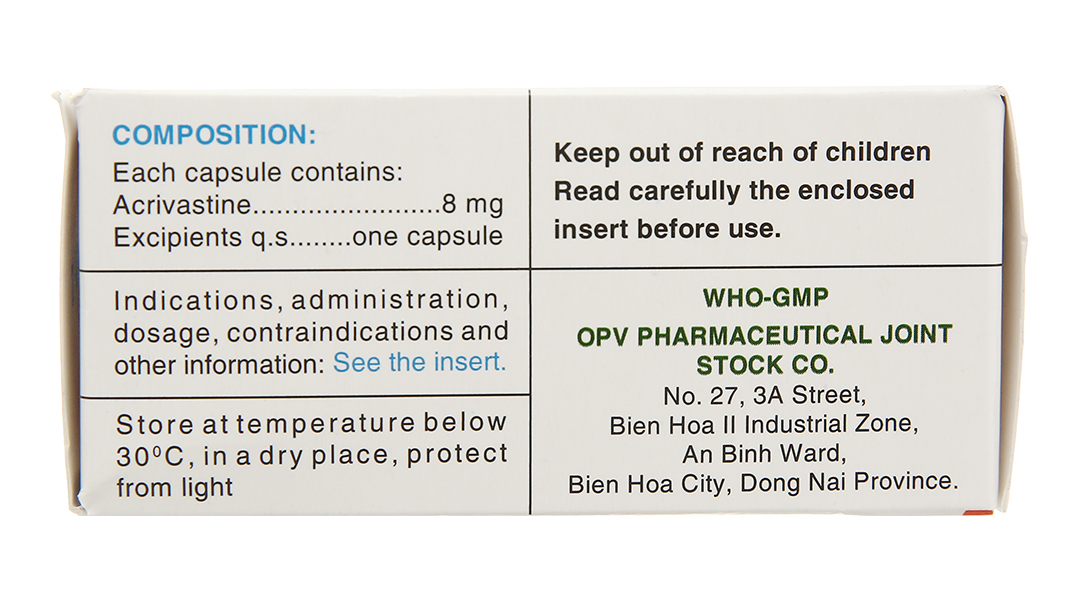 COMPOSITION:
Each capsule contains:
Acrivastine........................8 mg
Excipients q.s........one capsule
Indications, administration,
dosage, contraindications and
other information: See the insert.
Store at temperature below
30⁰C, in a dry place, protect
from light
Keep out of reach of children
Read carefully the enclosed
insert before use.
WHO-GMP
OPV PHARMACEUTICAL JOINT
STOCK CO.
No. 27, 3A Street,
Bien Hoa II Industrial Zone,
An Binh Ward,
Bien Hoa City, Dong Nai Province.